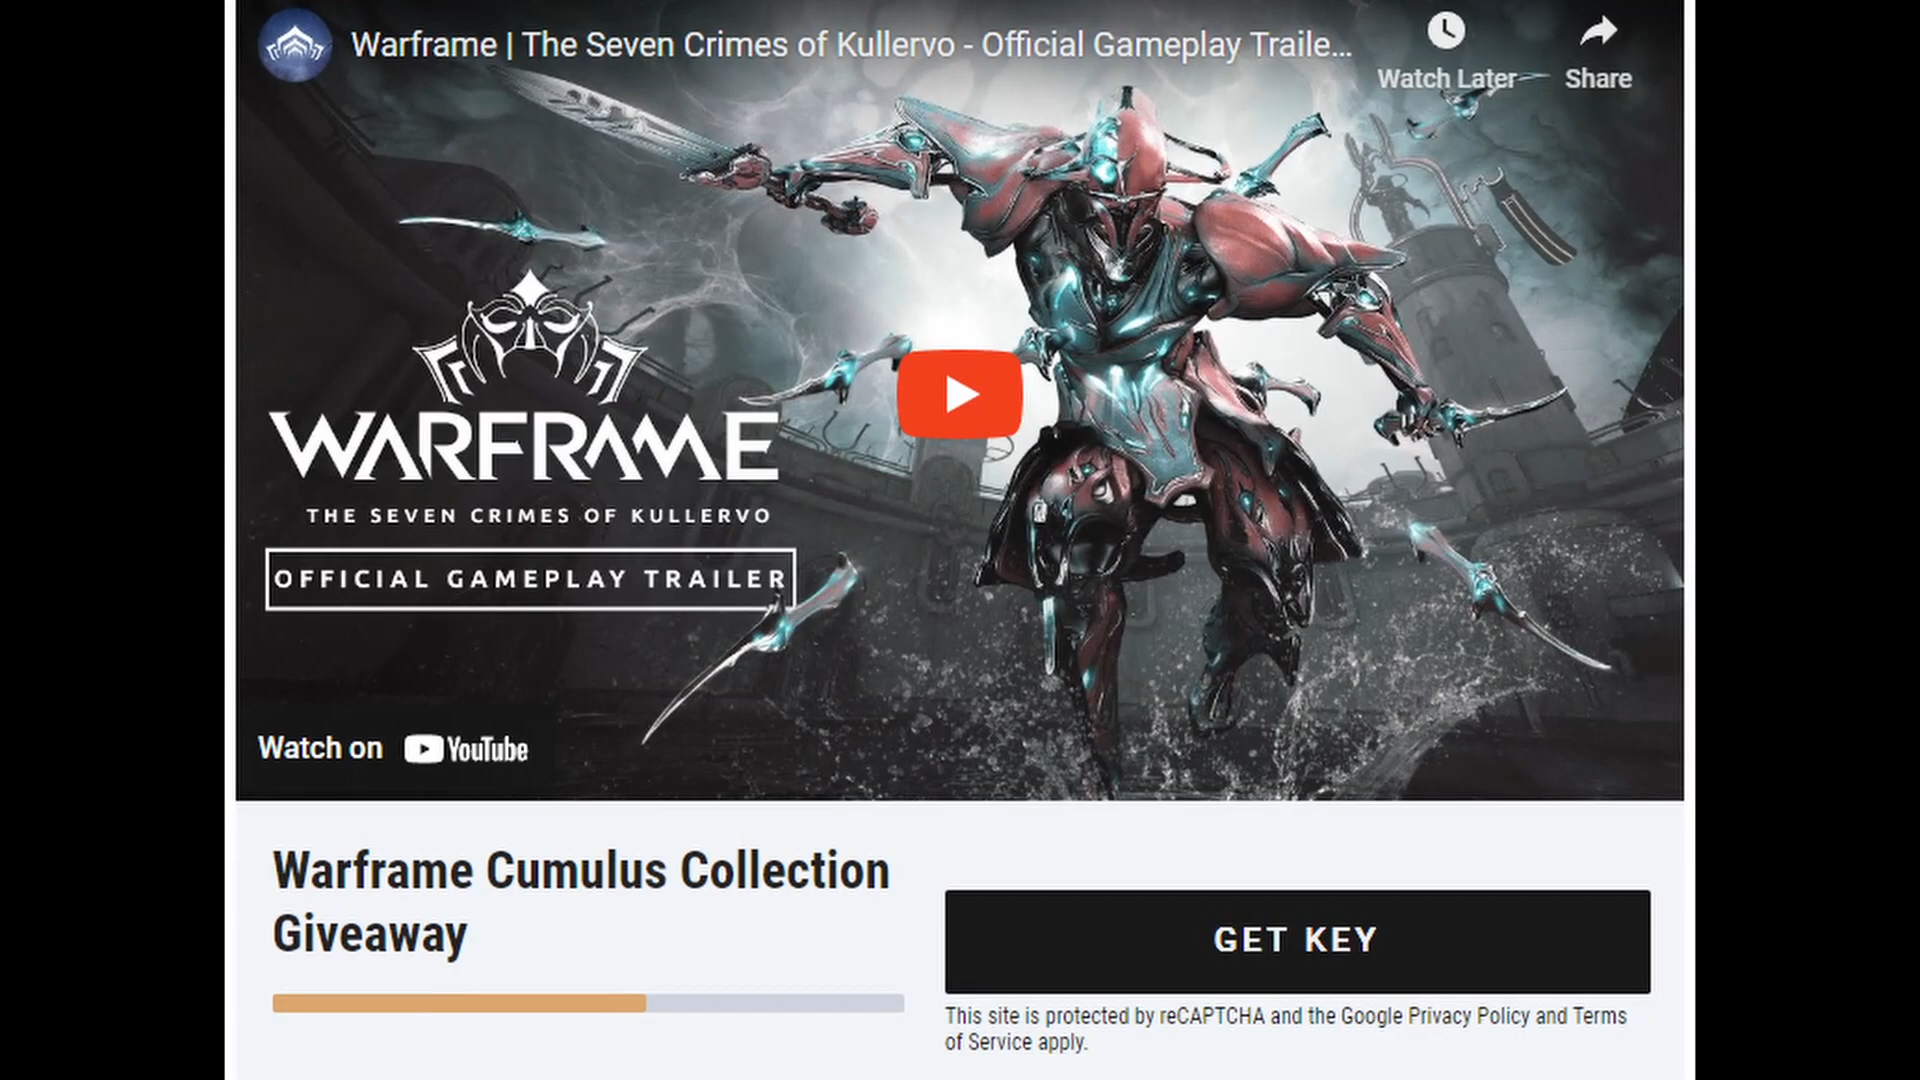 Warframe | The Seven Crimes of Kullervo - Official Gameplay Traile...
Watch Later
Share
WARFRAME
THE SEVEN CRIMES OF KULLERVO
OFFICIAL GAMEPLAY TRAILER
Watch on YouTube
Warframe Cumulus Collection
Giveaway
GET KEY
This site is protected by reCAPTCHA and the Google Privacy Policy and Terms
of Service apply.